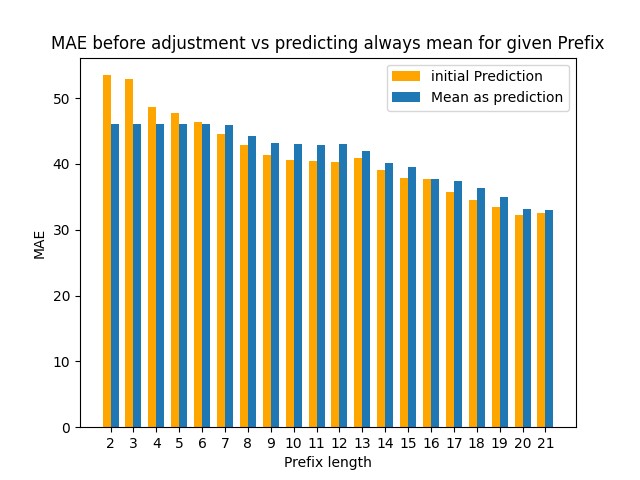 MAE before adjustment vs predicting always mean for given Prefix
initial Prediction
Mean as prediction
50
40
30
20
10
0
MAE
2 3 4 5 6 7 8 9 10 11 12 13 14 15 16 17 18 19 20 21
Prefix length